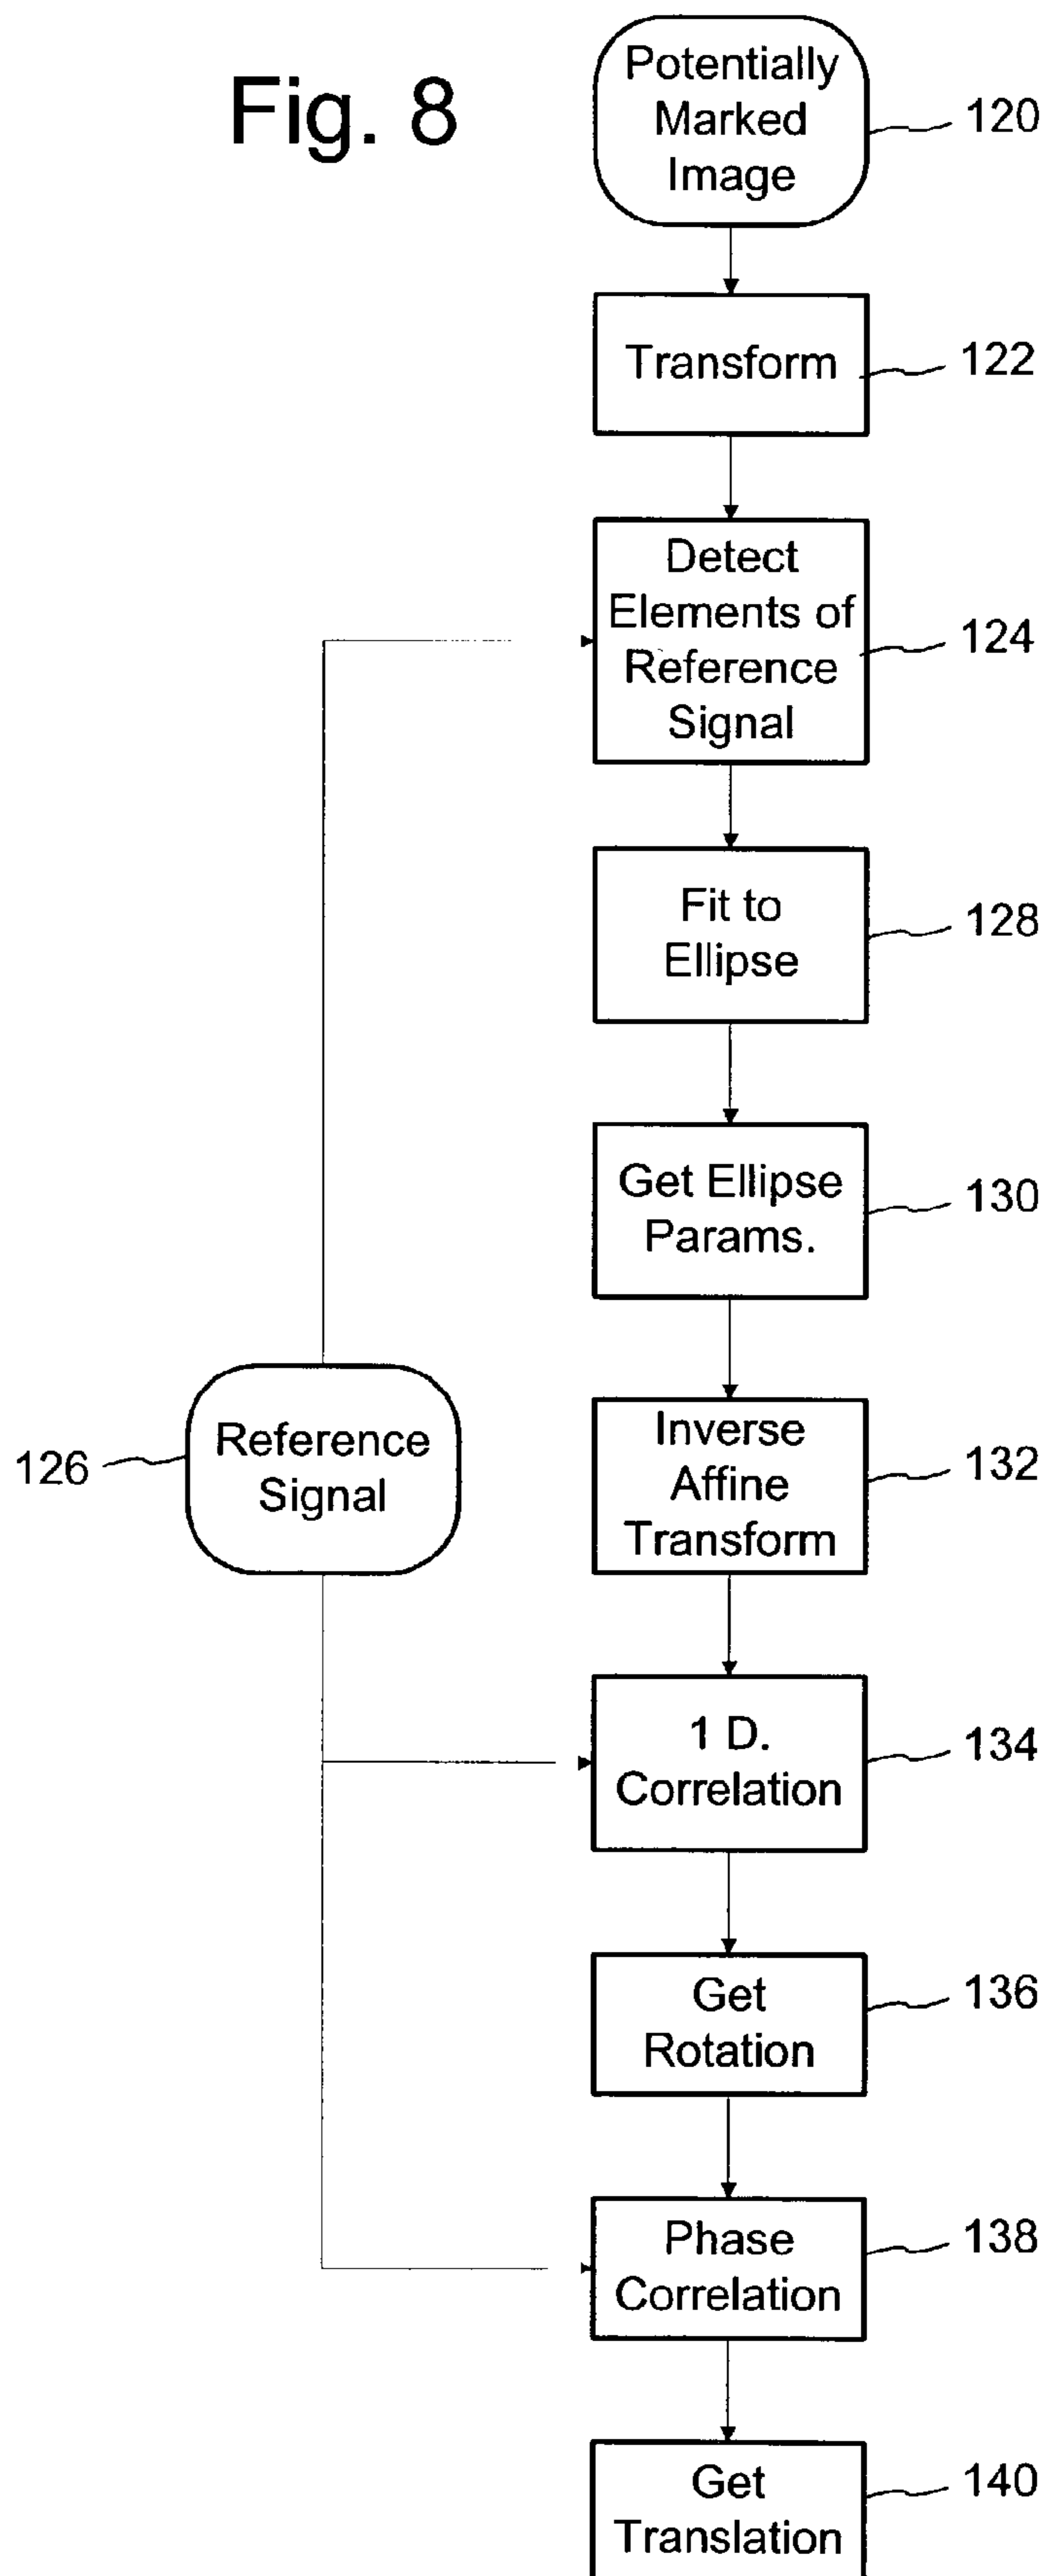 Fig. 8
Potentially
Marked
Image
120
Transform
122
Detect
Elements of
Reference
Signal
124
Fit to
Ellipse
128
Get Ellipse
Params.
130
Reference
Signal
126
Inverse
Affine
Transform
132
1 D.
Correlation
134
Get
Rotation
136
Phase
Correlation
138
Get
Translation
140